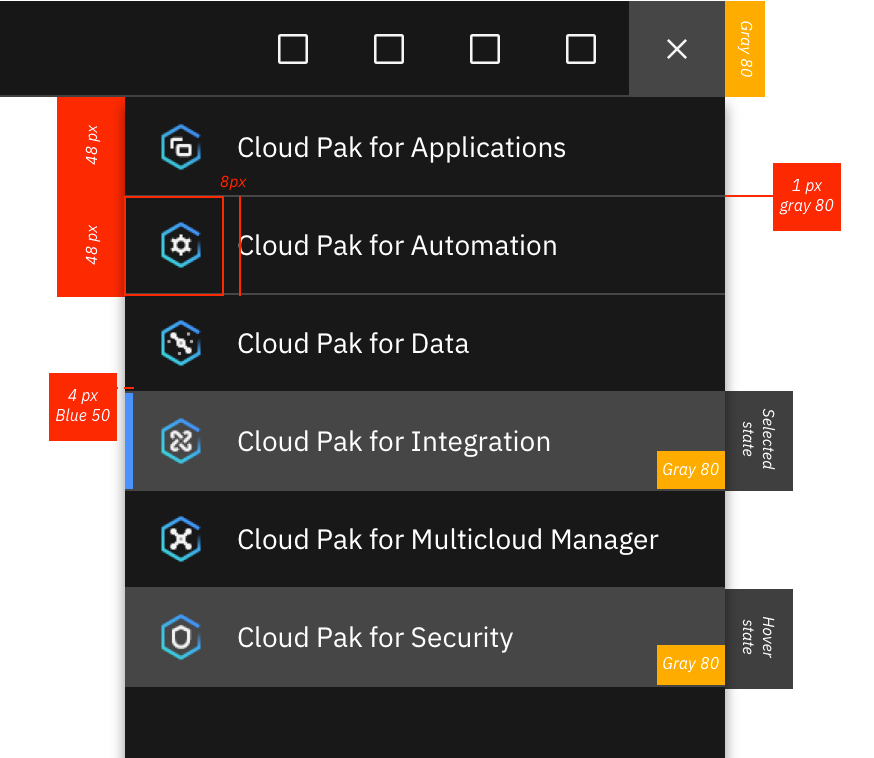 Gray 80
48 px
Cloud Pak for Applications
8px
1 px
gray 80
48 px
Cloud Pak for Automation
Cloud Pak for Data
4 px
Blue 50
Cloud Pak for Integration
Gray 80
Selected
state
Cloud Pak for Multicloud Manager
Cloud Pak for Security
Gray 80
Hover
state